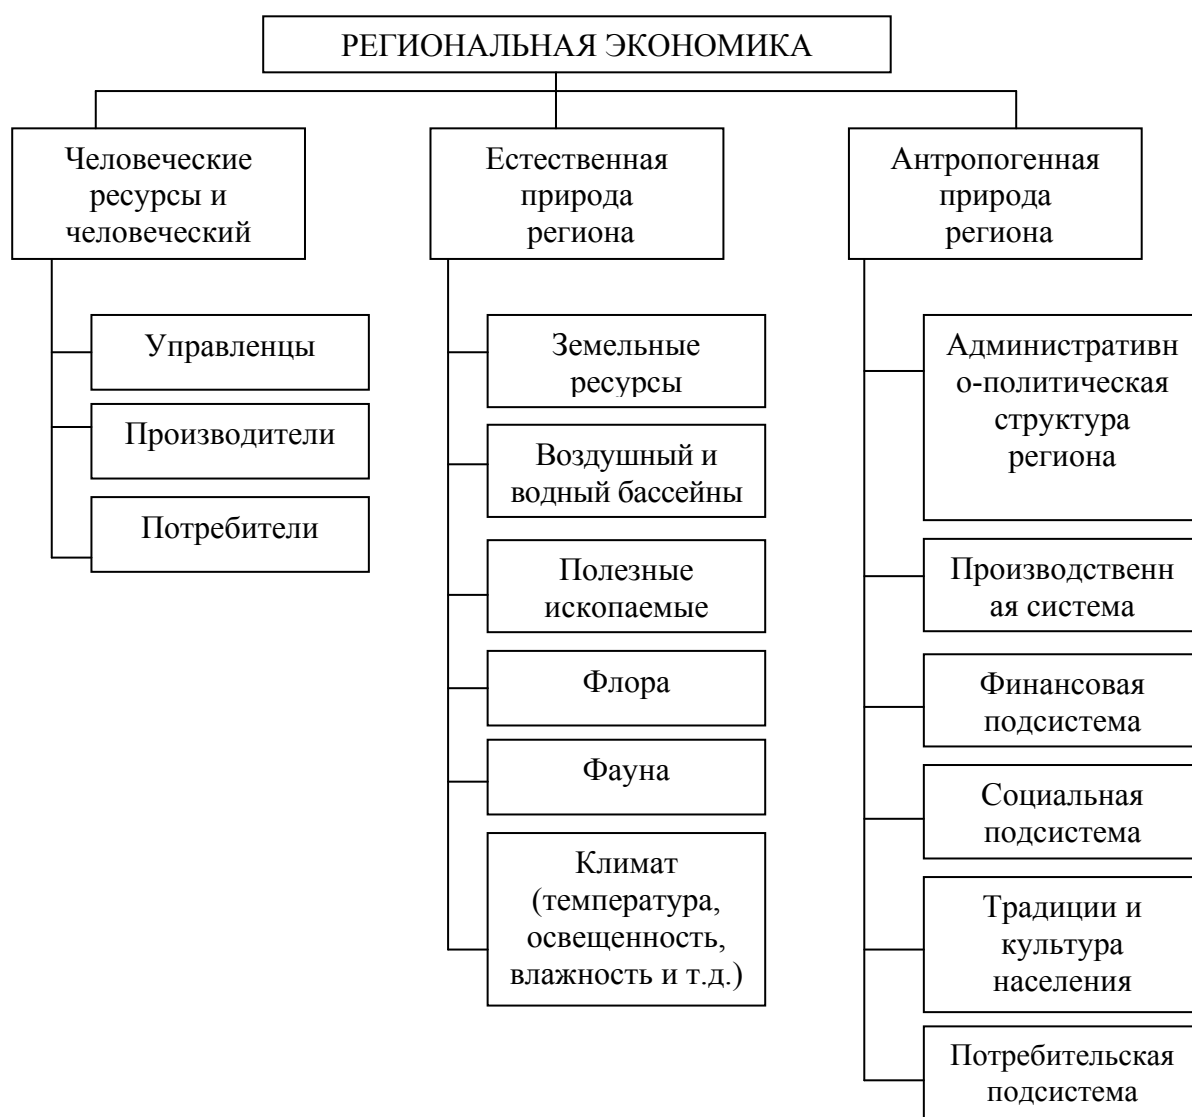 РЕГИОНАЛЬНАЯ ЭКОНОМИКА
Человеческие
ресурсы и
человеческий
Естественная
природа
региона
Антропогенная
природа
региона
Управленцы
Производители
Потребители
Земельные
ресурсы
Воздушный и
водный бассейны
Полезные
ископаемые
Флора
Фауна
Климат
(температура,
освещенность,
влажность и т.д.)
Административн
о-политическая
структура
региона
Производственн
ая система
Финансовая
подсистема
Социальная
подсистема
Традиции и
культура
населения
Потребительская
подсистема